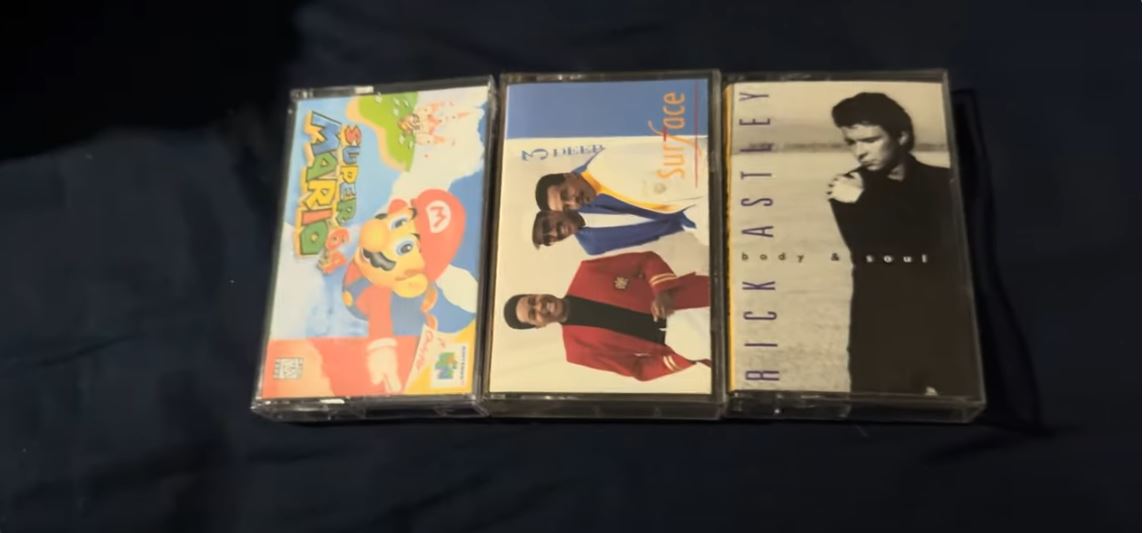 SUPER
MARIO
64
M
3 DEEP
Surface
RICK ASTLEY
body & soul